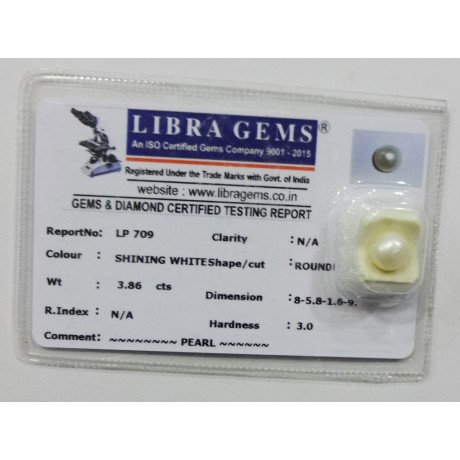 LIBRA GEMS ®
An ISO Certified Gems Company 9001 - 2015
Registered Under the Trade Marks with Govt. of India
website : www.libragems.co.in
GEMS & DIAMOND CERTIFIED TESTING REPORT
ReportNo: LP 709 Clarity : N/A
Colour : SHINING WHITE Shape/cut : ROUND
Wt : 3.86 cts Dimension : 8-5.8-1.6-9.
R.Index : N/A Hardness : 3.0
Comment: ~~~~~~~~ PEARL ~~~~~~